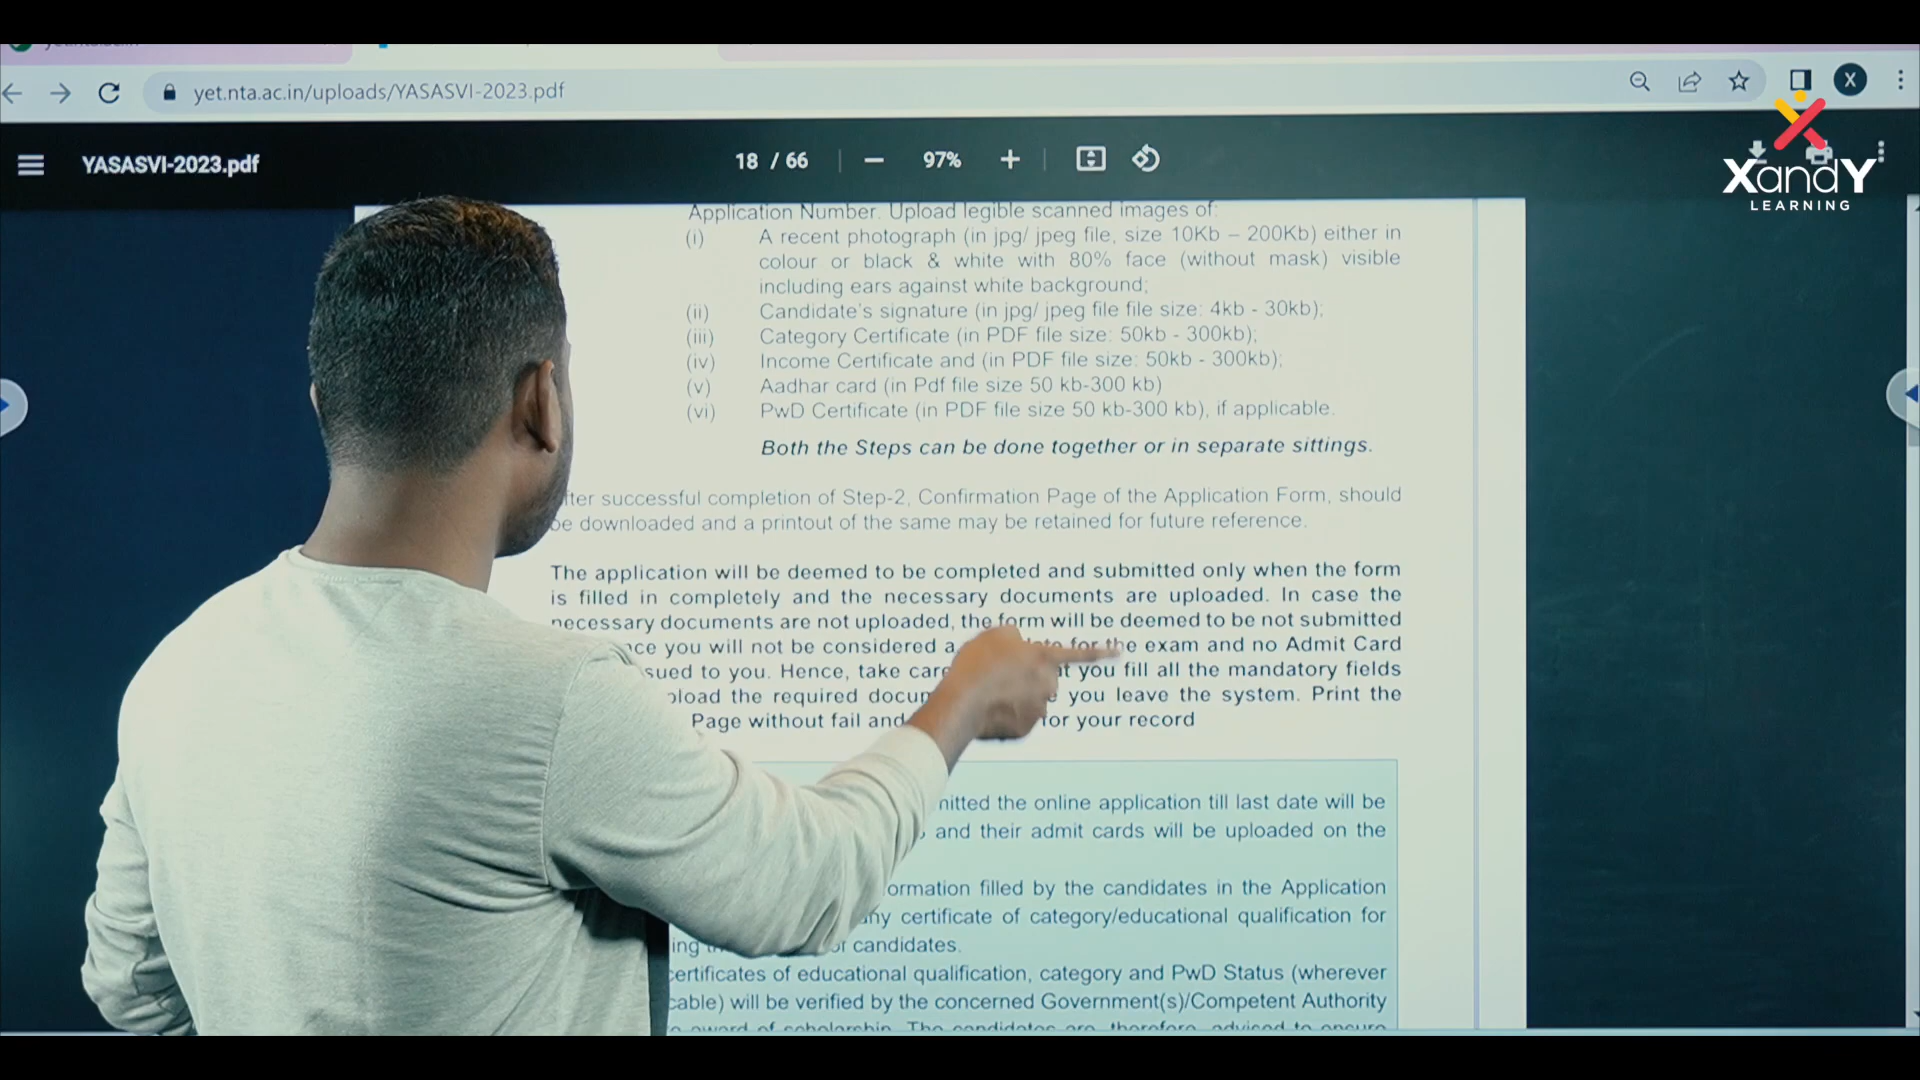 yet.nta.ac.in/uploads/YASASVI-2023.pdf
X
YASASVI-2023.pdf
18 / 66
97%
XandY
LEARNING
Application Number. Upload legible scanned images of:
(i) A recent photograph (in jpg/ jpeg file, size 10Kb – 200Kb) either in
colour or black & white with 80% face (without mask) visible
including ears against white background;
(ii) Candidate's signature (in jpg/ jpeg file file size: 4kb - 30kb);
(iii) Category Certificate (in PDF file size: 50kb - 300kb);
(iv) Income Certificate and (in PDF file size: 50kb - 300kb);
(v) Aadhar card (in Pdf file size 50 kb-300 kb)
(vi) PwD Certificate (in PDF file size 50 kb-300 kb), if applicable.
Both the Steps can be done together or in separate sittings.
successful completion of Step-2, Confirmation Page of the Application Form, should
be downloaded and a printout of the same may be retained for future reference.
The application will be deemed to be completed and submitted only when the form
is filled in completely and the necessary documents are uploaded. In case the
necessary documents are not uploaded, the form will be deemed to be not submitted
you will not be considered a for the exam and no Admit Card
to you. Hence, take you fill all the mandatory fields
the required you leave the system. Print the
Page without fail and for your record
the online application till last date will be
and their admit cards will be uploaded on the
filled by the candidates in the Application
certificate of category/educational qualification for
candidates.
certificates of educational qualification, category and PwD Status (wherever
will be verified by the concerned Government(s)/Competent Authority
award of scholarship. The candidates are, therefore, advised to ensure